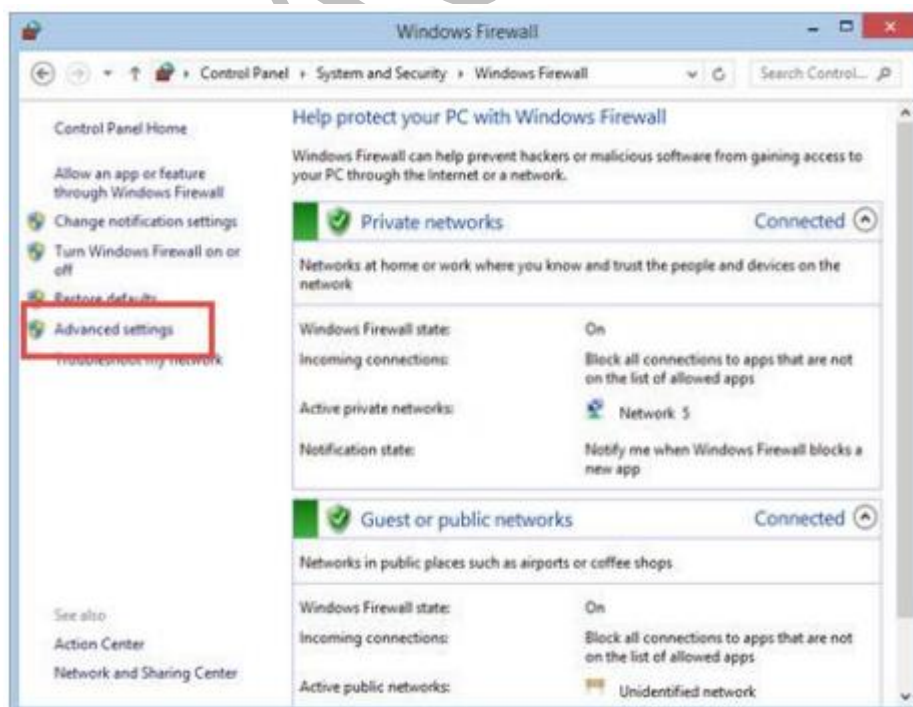 Windows Firewall
Control Panel
System and Security
Windows Firewall
Search Control...
Control Panel Home
Allow an app or feature
through Windows Firewall
Change notification settings
Turn Windows Firewall on or
off
Restore defaults
Advanced settings
Troubleshoot my network
See also
Action Center
Network and Sharing Center
Help protect your PC with Windows Firewall
Windows Firewall can help prevent hackers or malicious software from gaining access to
your PC through the Internet or a network.
Private networks Connected
Networks at home or work where you know and trust the people and devices on the
network
Windows Firewall state: On
Incoming connections: Block all connections to apps that are not
on the list of allowed apps
Active private networks: Network 5
Notification state: Notify me when Windows Firewall blocks a
new app
Guest or public networks Connected
Networks in public places such as airports or coffee shops
Windows Firewall state: On
Incoming connections: Block all connections to apps that are not
on the list of allowed apps
Active public networks: Unidentified network